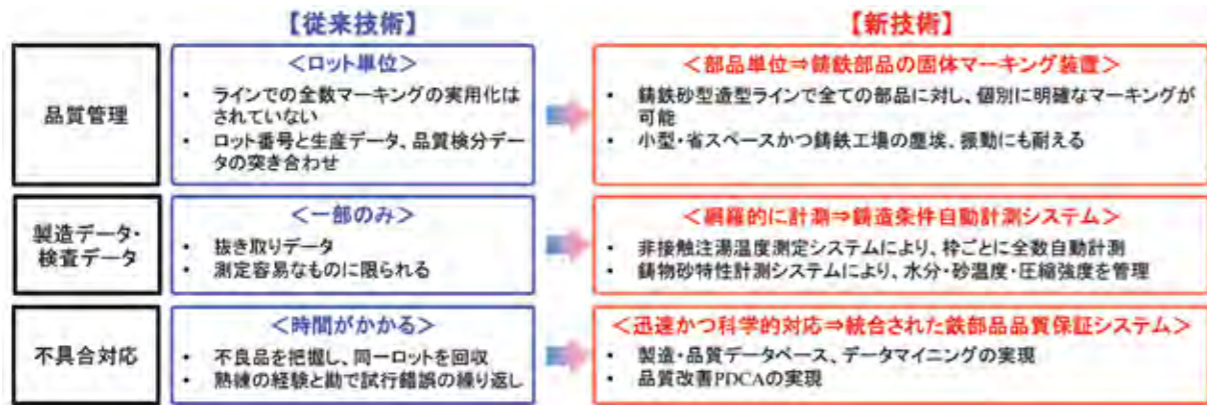 【従来技術】
【新技術】
品質管理
＜ロット単位＞
• ラインでの全数マーキングの実用化は
されていない
• ロット番号と生産データ、品質検分デー
タの突き合わせ
＜部品単位⇒鋳鉄部品の固体マーキング装置＞
• 鋳鉄砂型造型ラインで全ての部品に対し、個別に明確なマーキングが
可能
• 小型・省スペースかつ鋳鉄工場の塵埃、振動にも耐える
製造データ・
検査データ
＜一部のみ＞
• 抜き取りデータ
• 測定容易なものに限られる
＜網羅的に計測⇒鋳造条件自動計測システム＞
• 非接触注湯温度測定システムにより、枠ごとに全数自動計測
• 鋳物砂特性計測システムにより、水分・砂温度・圧縮強度を管理
不具合対応
＜時間がかかる＞
• 不良品を把握し、同一ロットを回収
• 熟練の経験と勘で試行錯誤の繰り返し
＜迅速かつ科学的対応⇒統合された鉄部品品質保証システム＞
• 製造・品質データベース、データマイニングの実現
• 品質改善PDCAの実現